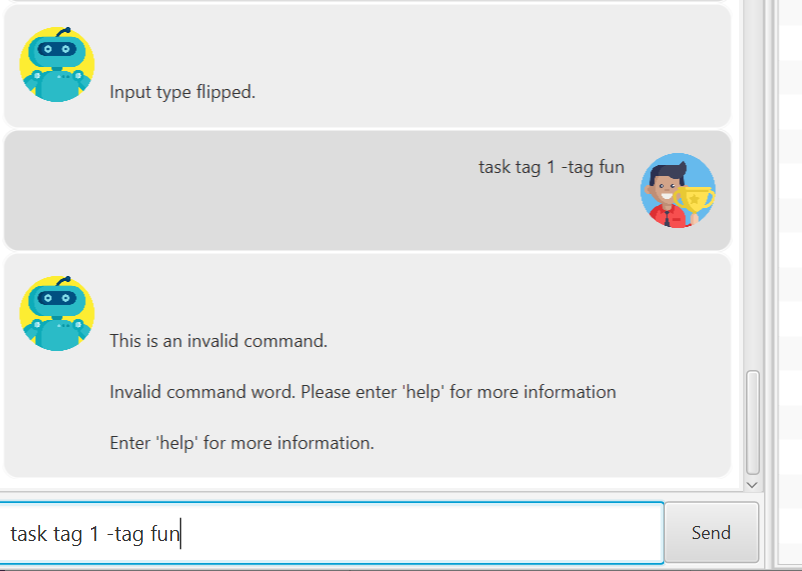 Input type flipped.
task tag 1 -tag fun
This is an invalid command.
Invalid command word. Please enter 'help' for more information
Enter 'help' for more information.
task tag 1 -tag fun
Send